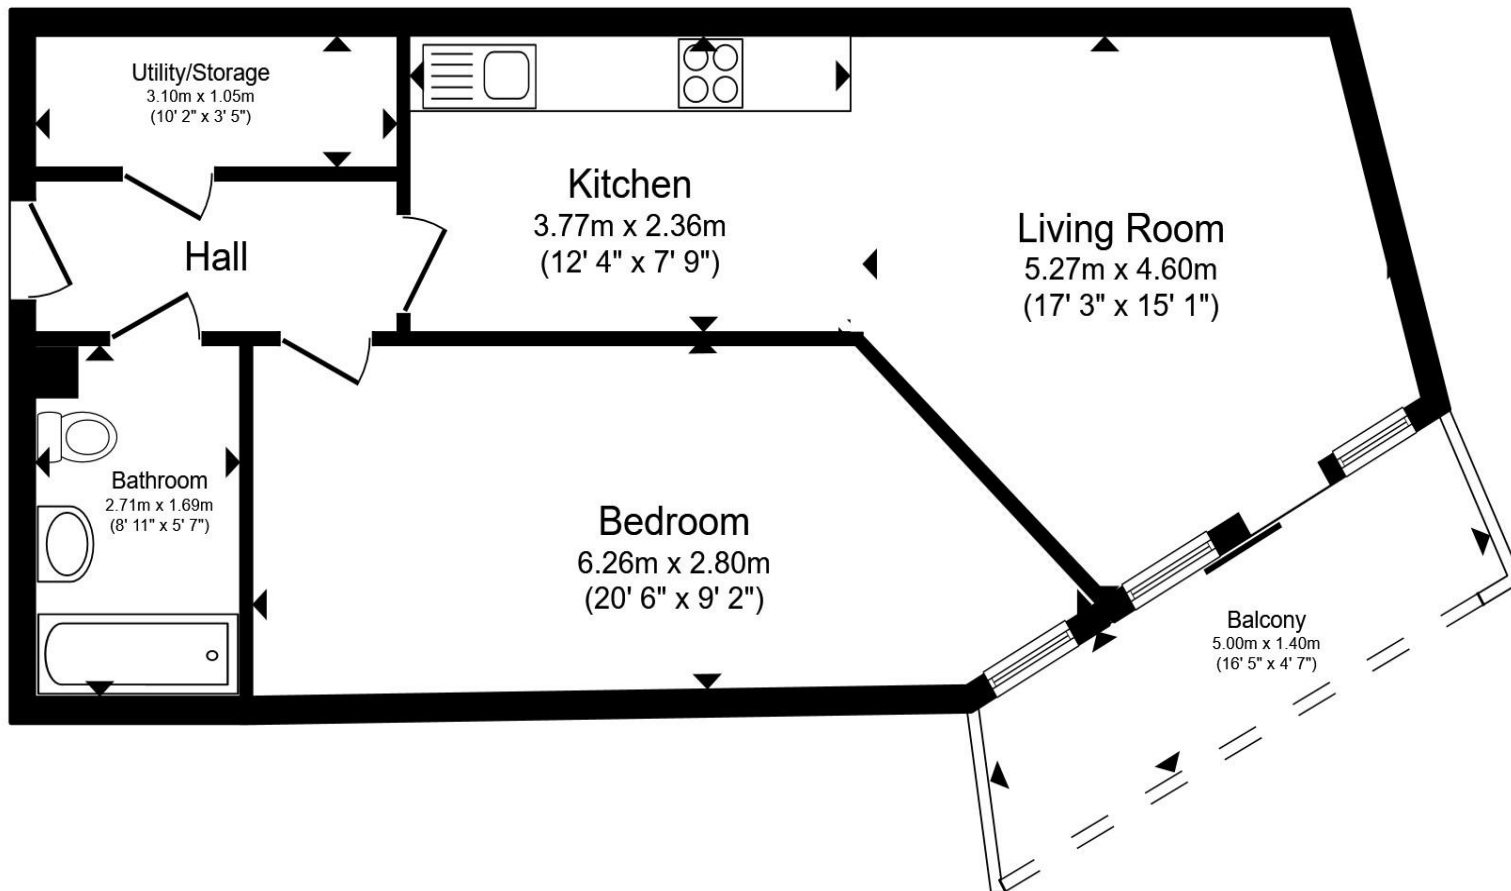 Utility/Storage
3.10m x 1.05m
(10' 2" x 3' 5")
Kitchen
3.77m x 2.36m
(12' 4" x 7' 9")
Living Room
5.27m x 4.60m
(17' 3" x 15' 1")
Hall
Bathroom
2.71m x 1.69m
(8' 11" x 5' 7")
Bedroom
6.26m x 2.80m
(20' 6" x 9' 2")
Balcony
5.00m x 1.40m
(16' 5" x 4' 7")